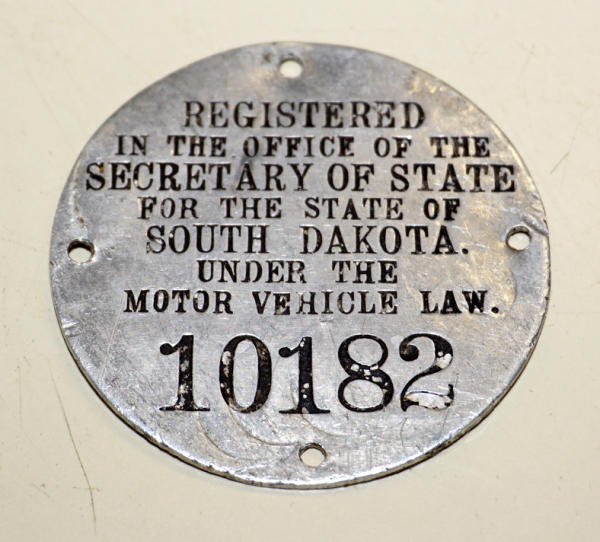 REGISTERED
IN THE OFFICE OF THE
SECRETARY OF STATE
FOR THE STATE OF
SOUTH DAKOTA.
UNDER THE
MOTOR VEHICLE LAW.
10182